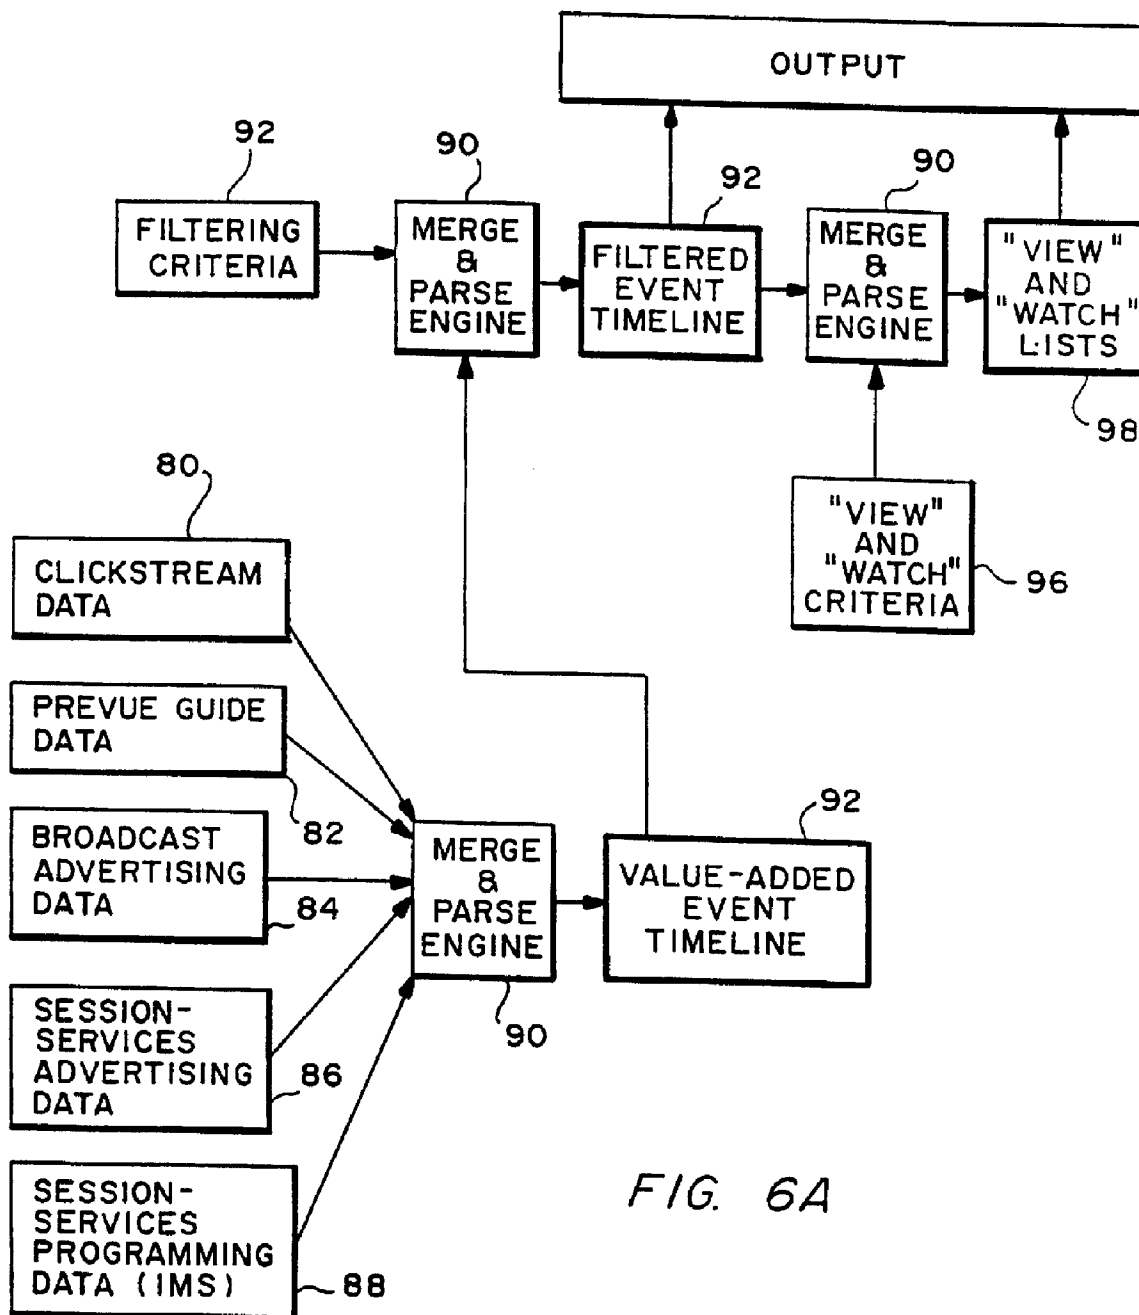 OUTPUT
92
90
92
90
FILTERING
CRITERIA
MERGE
&
PARSE
ENGINE
FILTERED
EVENT
TIMELINE
MERGE
&
PARSE
ENGINE
"VIEW"
AND
"WATCH"
LISTS
98
"VIEW"
AND
"WATCH"
CRITERIA
96
80
CLICKSTREAM
DATA
PREVUE GUIDE
DATA
82
BROADCAST
ADVERTISING
DATA
84
SESSION-
SERVICES
ADVERTISING
DATA
86
SESSION-
SERVICES
PROGRAMMING
DATA (IMS)
88
MERGE
&
PARSE
ENGINE
90
92
VALUE-ADDED
EVENT
TIMELINE
FIG. 6A